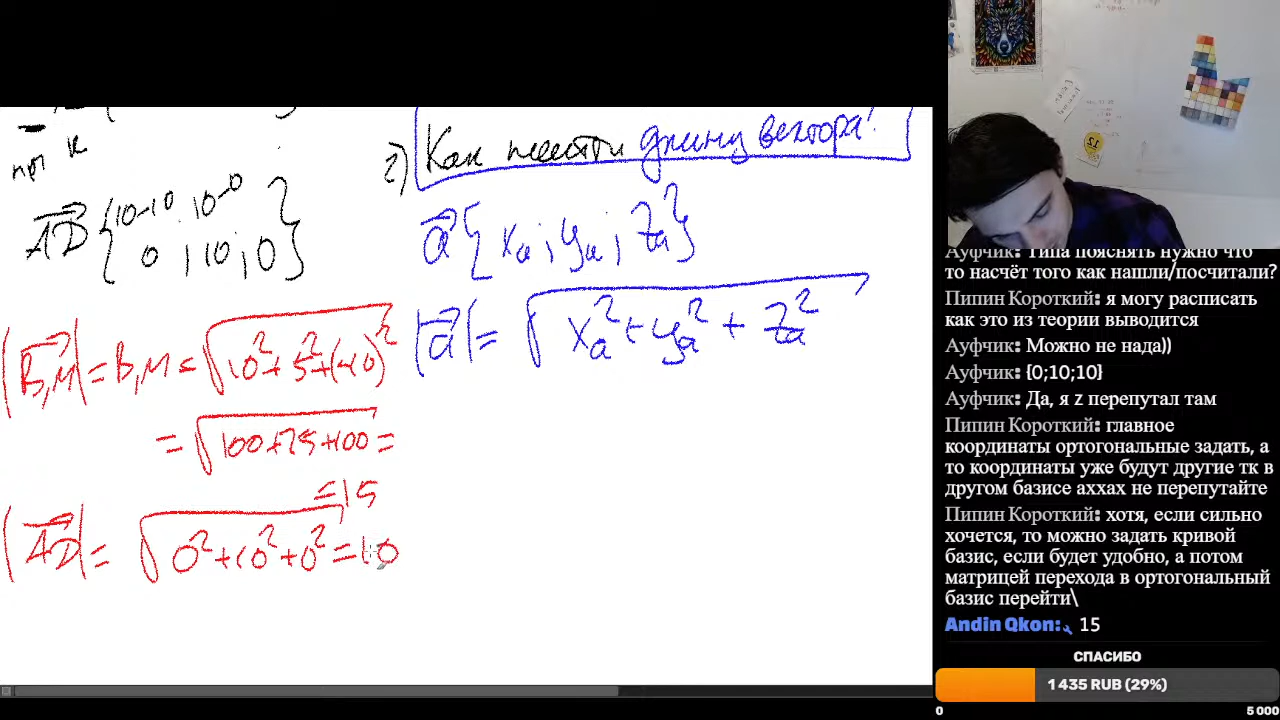 при к
AD {10-10; 10-0
0; 10; 0}
|B₁M| = B₁M = √10²+5²+(-10)²
= √100+25+100 =
= 15
|AD| = √0²+10²+0² = 10
2) Как найти длину вектора?
a {xₐ; yₐ; zₐ}
|a| = √xₐ²+yₐ²+zₐ²
Ауфчик: Типа пояснять нужно что
то насчёт того как нашли/посчитали?
Пипин Короткий: я могу расписать
как это из теории выводится
Ауфчик: Можно не нада))
Ауфчик: {0;10;10}
Ауфчик: Да, я z перепутал там
Пипин Короткий: главное
координаты ортогональные задать, а
то координаты уже будут другие тк в
другом базисе аххах не перепутайте
Пипин Короткий: хотя, если сильно
хочется, то можно задать кривой
базис, если будет удобно, а потом
матрицей перехода в ортогональный
базис перейти\
Andin Qkon: 15
СПАСИБО
1 435 RUB (29%)
0 5 000